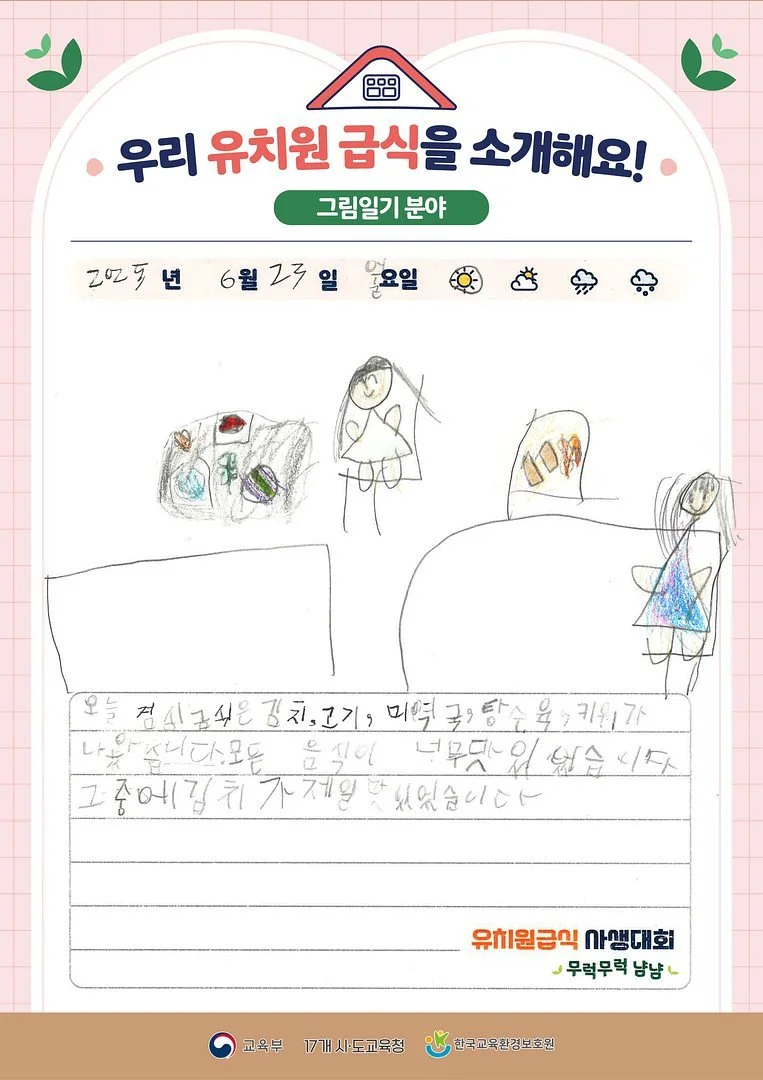 우리 유치원 급식을 소개해요!
그림일기 분야
2025년 6월 23일 월요일
오늘 점심급식은 김치, 고기, 미역국, 탕수육, 키위가
나왔습니다. 모든 음식이 너무 맛있었습니다
그중에 김치가 제일 맛있었습니다
유치원급식 사생대회
무럭무럭 냠냠
교육부 17개 시·도교육청 한국교육환경보호원